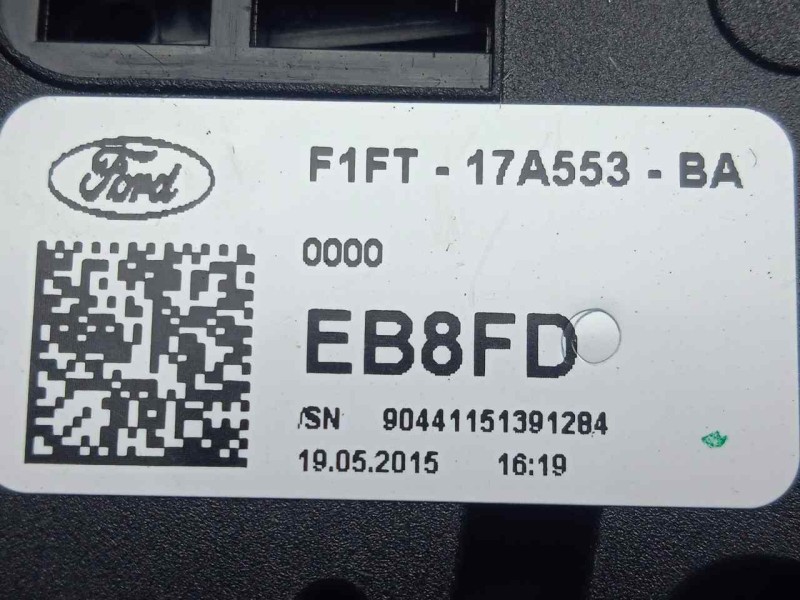 Ford
F1FT - 17A553 - BA
0000
EB8FD
/SN 90441151391284
19.05.2015 16:19